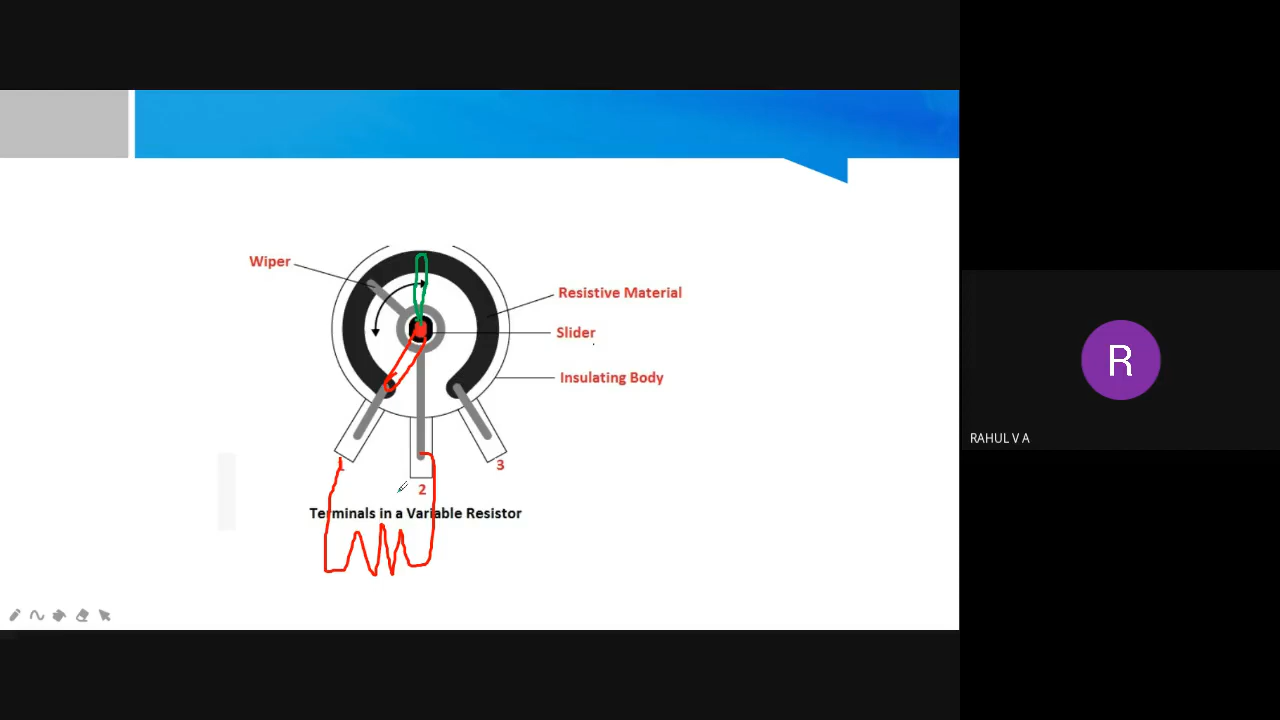 Wiper
Resistive Material
Slider
Insulating Body
1
3
2
Terminals in a Variable Resistor
R
RAHUL V A